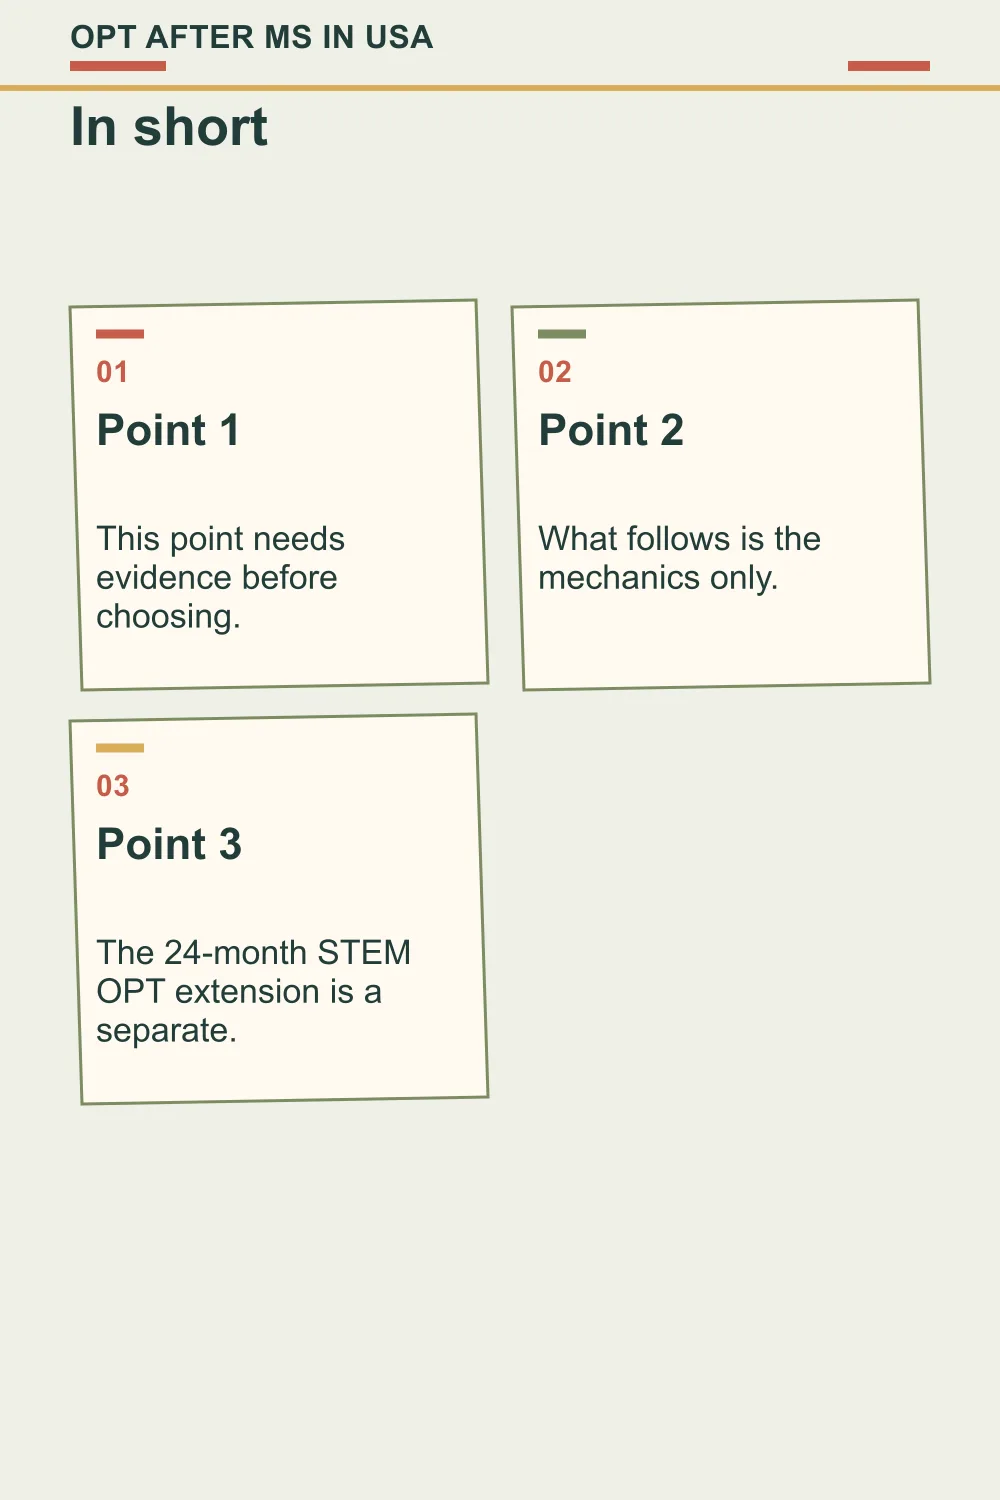 OPT AFTER MS IN USA
In short
01
Point 1
This point needs
evidence before
choosing.
02
Point 2
What follows is the
mechanics only.
03
Point 3
The 24-month STEM
OPT extension is a
separate.